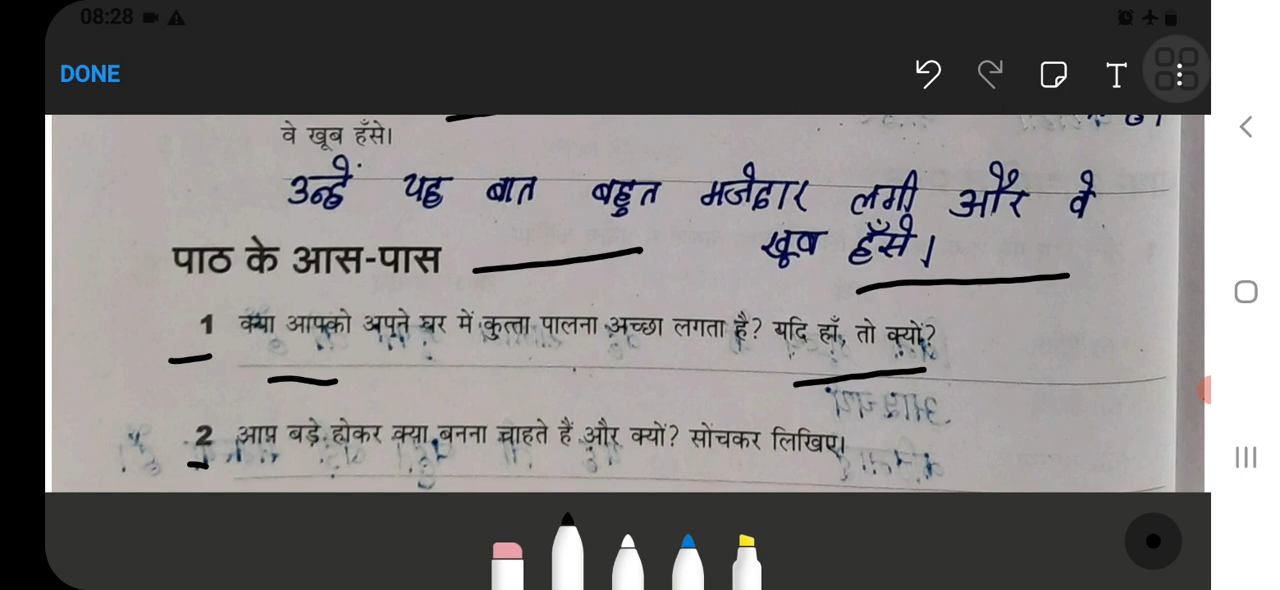 08:28
DONE
T
वे खूब हँसे।
उन्हें यह बात बहुत मजेदार लगी और वे
खूब हँसे।
पाठ के आस-पास
1 क्या आपको अपने घर में कुत्ता पालना अच्छा लगता है? यदि हाँ, तो क्यों?
2 आप बड़े होकर क्या बनना चाहते हैं और क्यों? सोंचकर लिखिए।